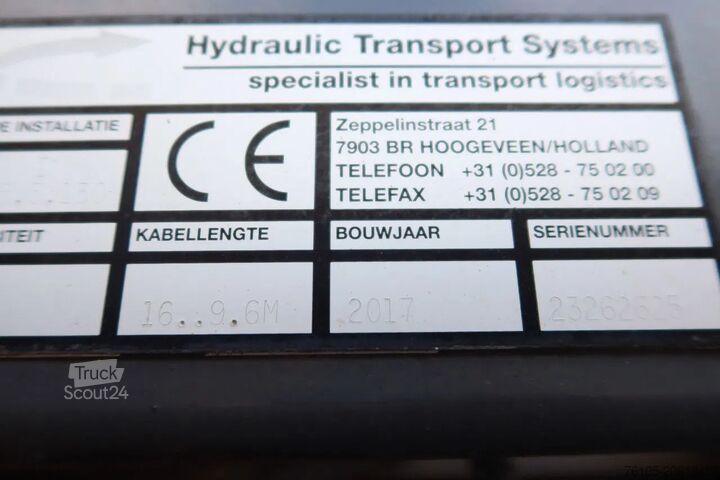 Hydraulic Transport Systems
specialist in transport logistics
E INSTALLATIE
Zeppelinstraat 21
7903 BR HOOGEVEEN/HOLLAND
TELEFOON +31 (0)528 - 75 02 00
TELEFAX +31 (0)528 - 75 02 09
CE
ITEIT
KABELLENGTE
BOUWJAAR
SERIENUMMER
16..9.6M
2017
Truck
Scout24